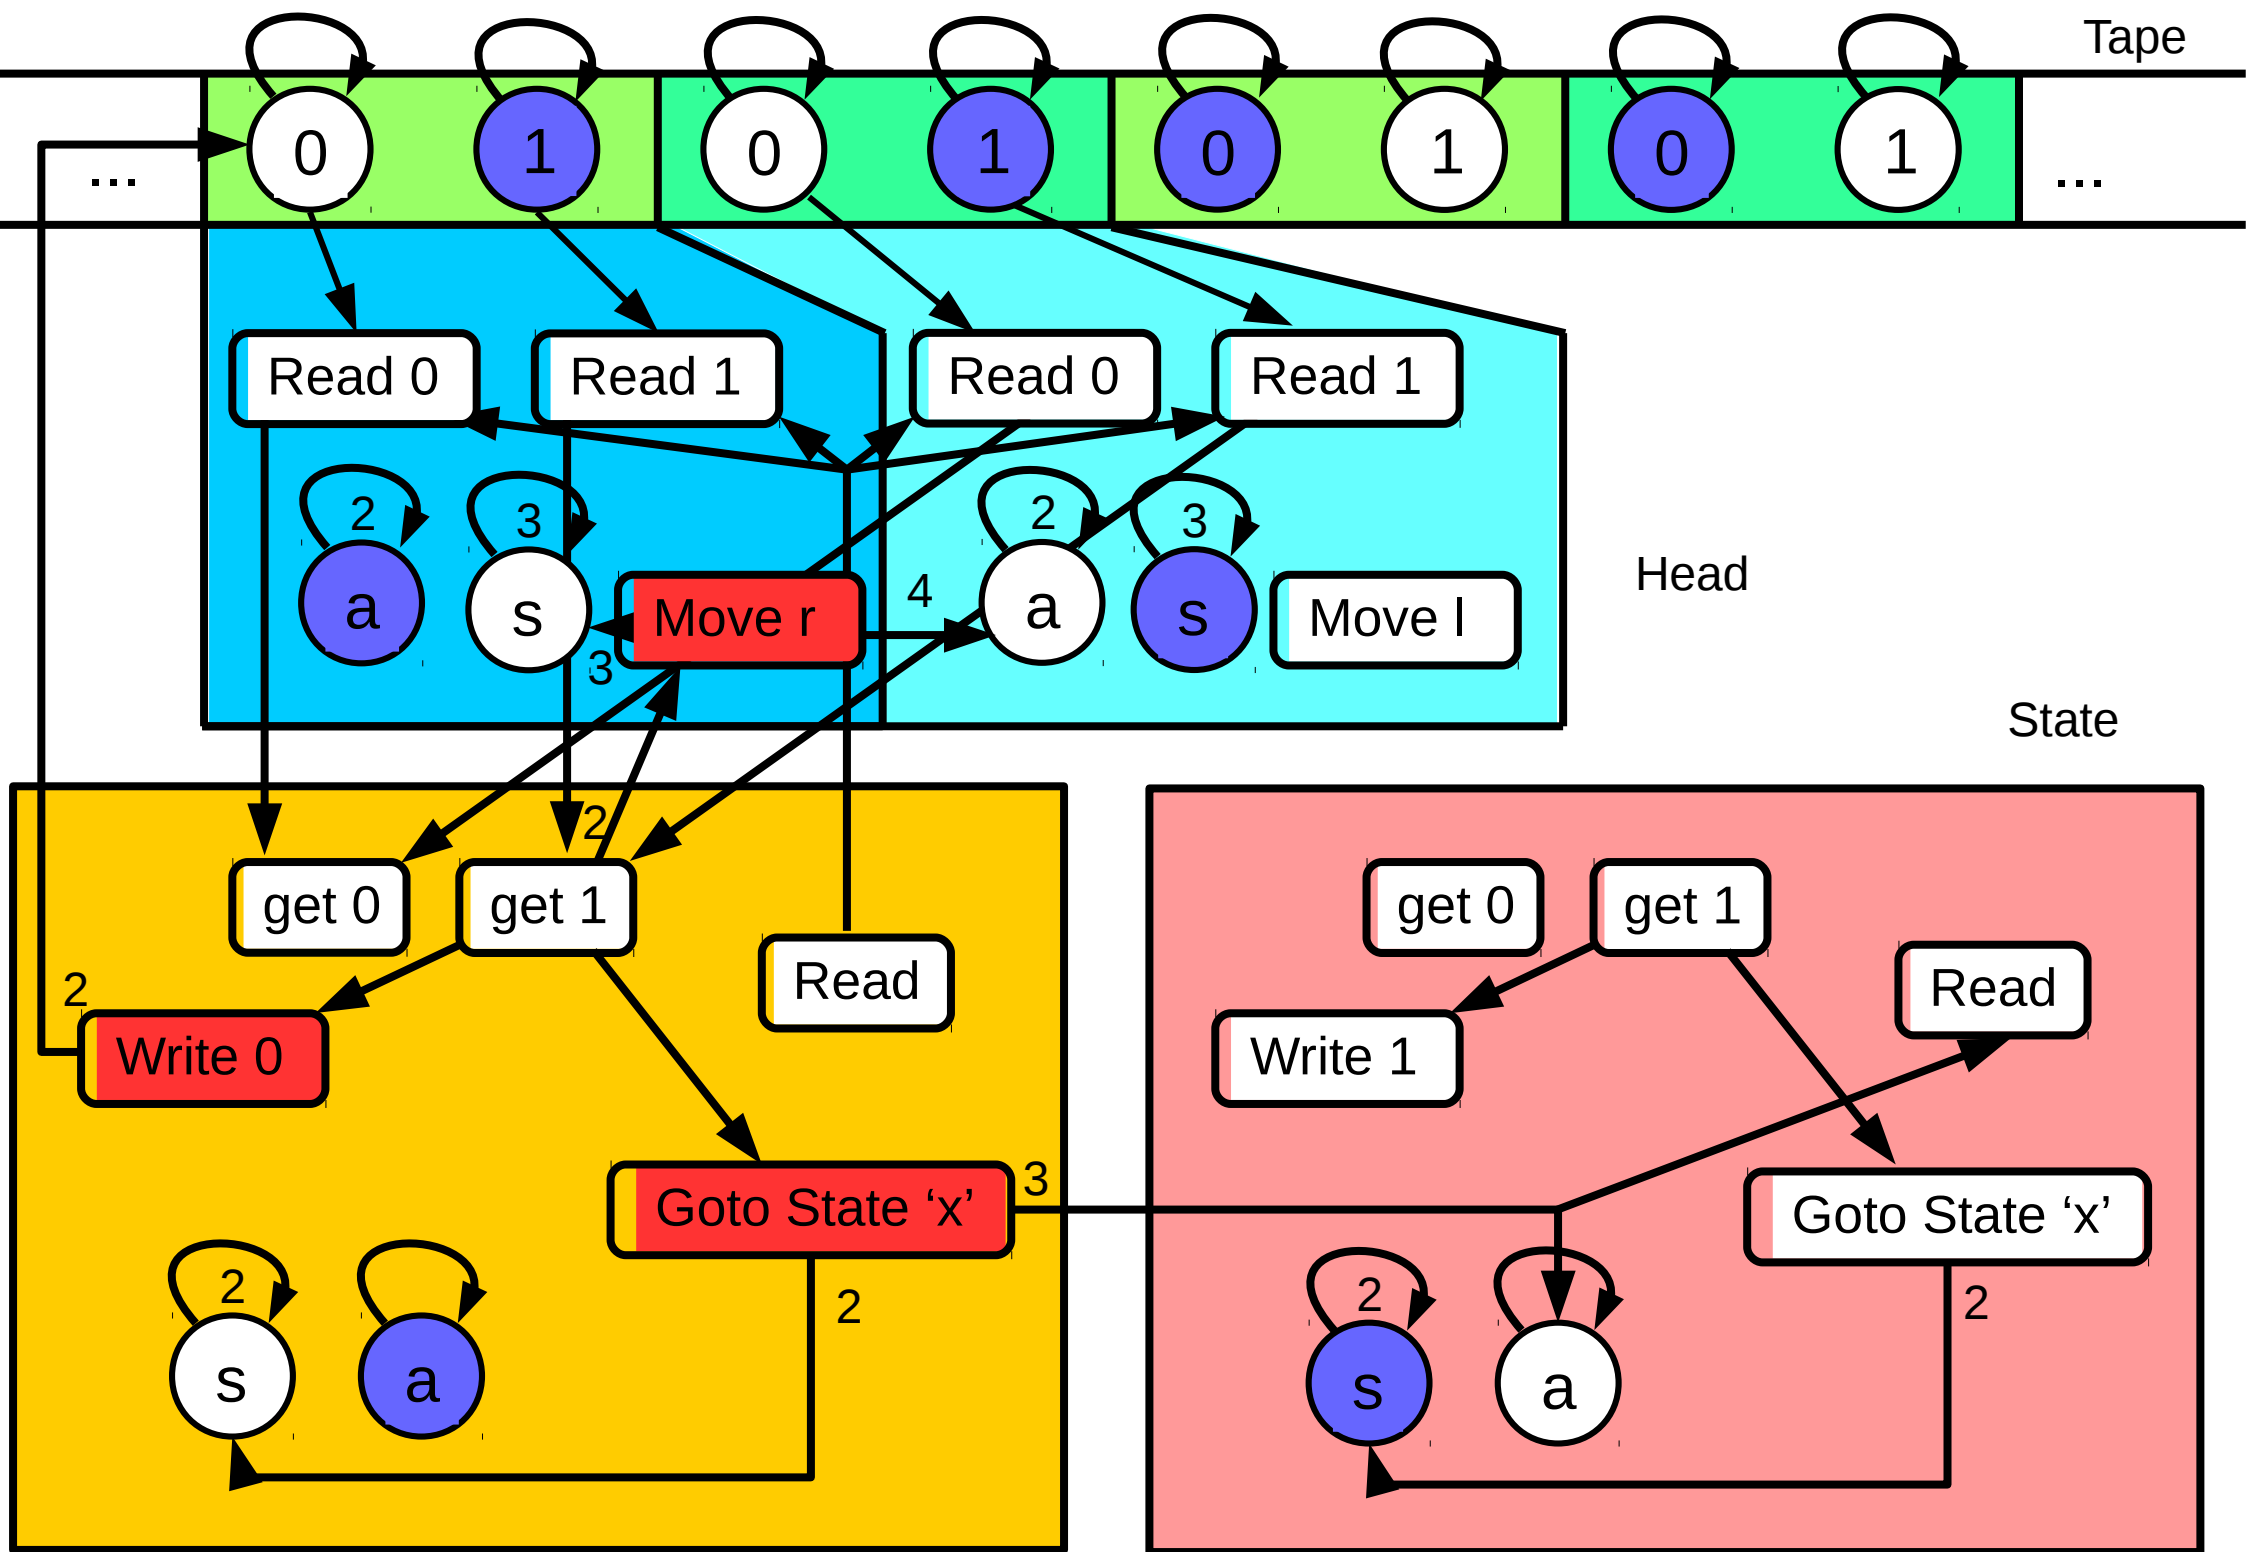 Tape
0 1 0 1 0 1 0 1
... ...
Read 0 Read 1 Read 0 Read 1
2 3 2 3
a s Move r 4 a s Move l
3
Head
State
2
get 0 get 1 get 0 get 1
Read Read
2
Write 0 Write 1
3
Goto State ‘x’ Goto State ‘x’
2 2 2 2
s a s a